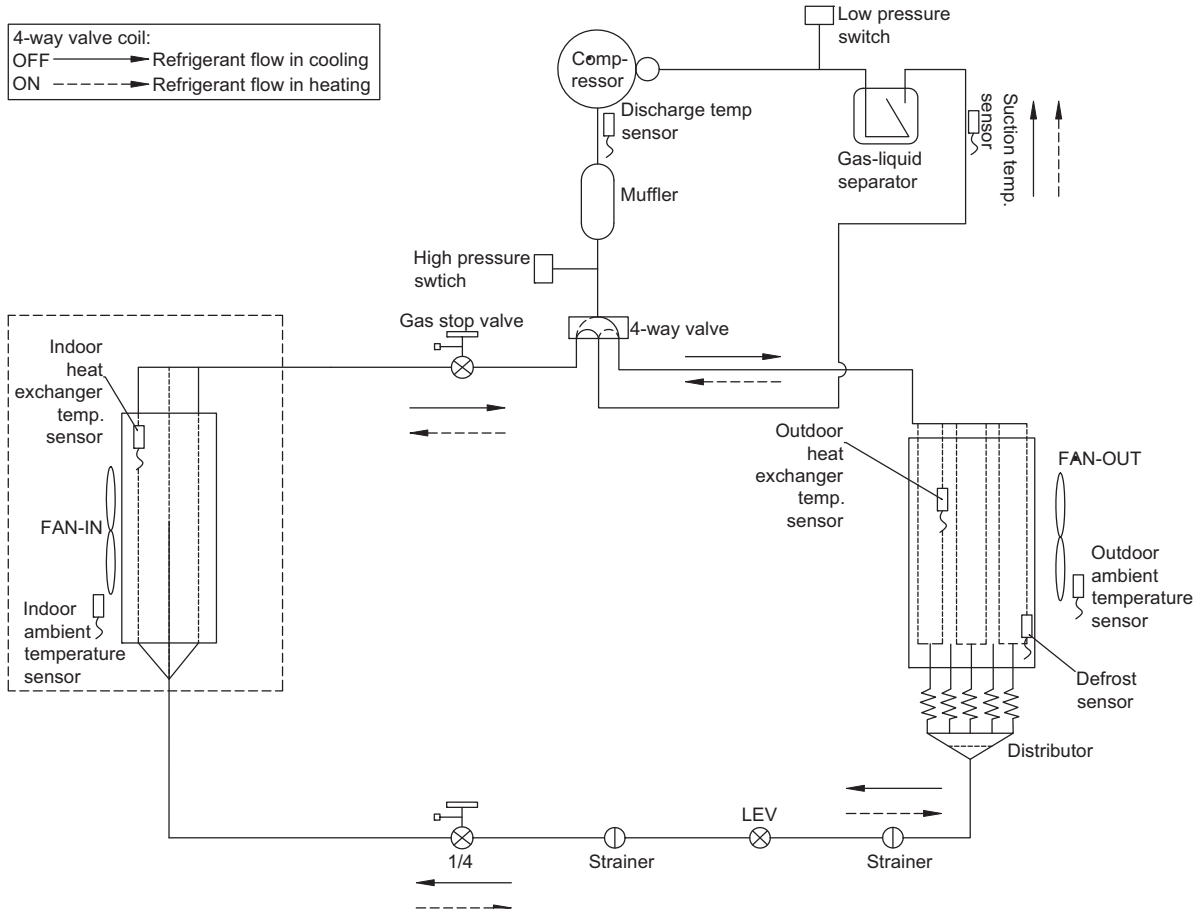 4-way valve coil:
OFF Refrigerant flow in cooling
ON Refrigerant flow in heating
Low pressure
switch
Comp-
ressor
Discharge temp
sensor
Suction temp.
sensor
Gas-liquid
separator
Muffler
High pressure
swtich
Gas stop valve
4-way valve
Indoor
heat
exchanger
temp.
sensor
Outdoor
heat
exchanger
temp.
sensor
FAN-OUT
FAN-IN
Outdoor
ambient
temperature
sensor
Indoor
ambient
temperature
sensor
Defrost
sensor
Distributor
LEV
1/4
Strainer
Strainer